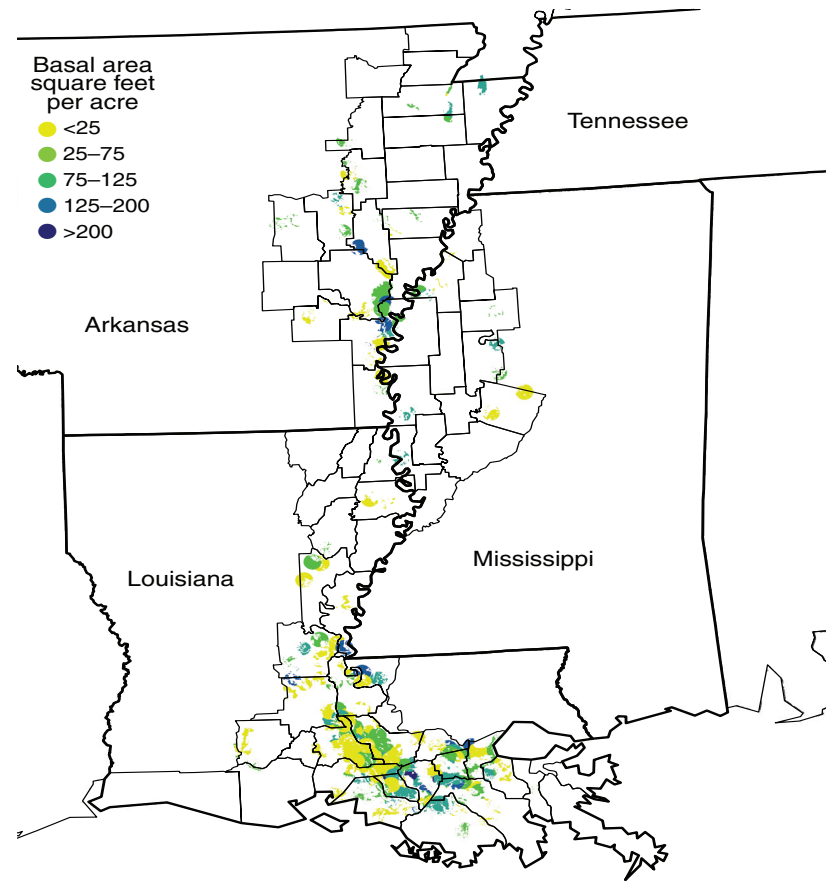 Basal area
square feet
per acre
<25
25–75
75–125
125–200
>200
Tennessee
Arkansas
Mississippi
Louisiana